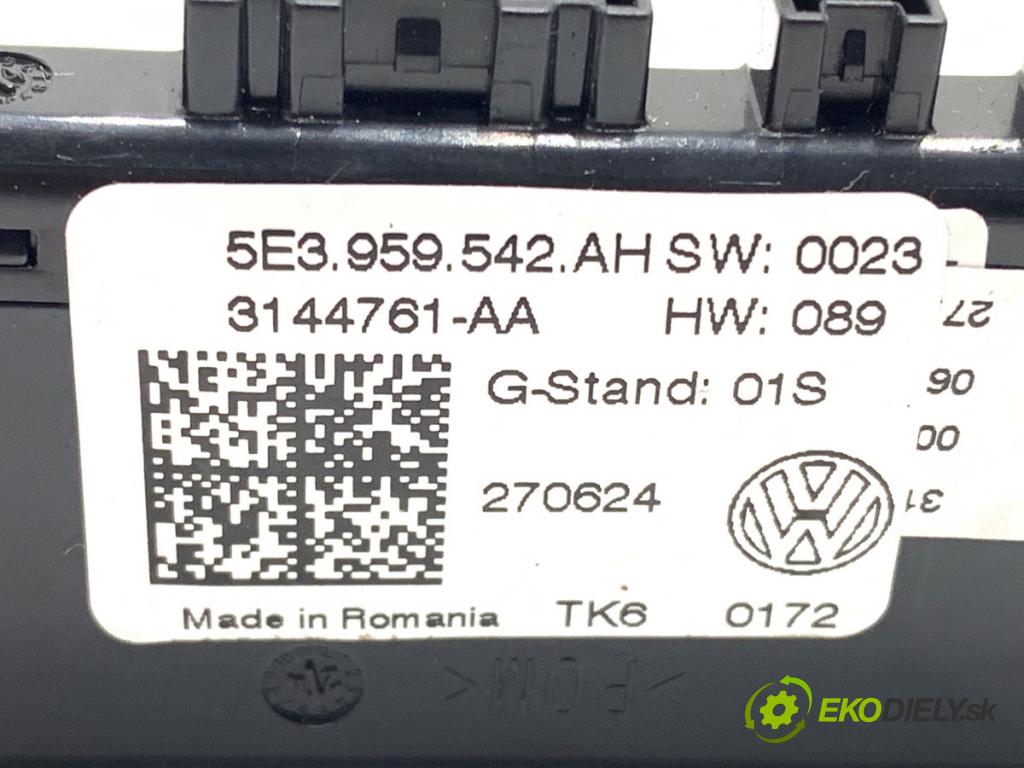 5E3.959.542.AH SW: 0023
3144761-AA HW: 089
G-Stand: 01S
270624
Made in Romania TK6 0172
>POM<
EKODIELY.sk